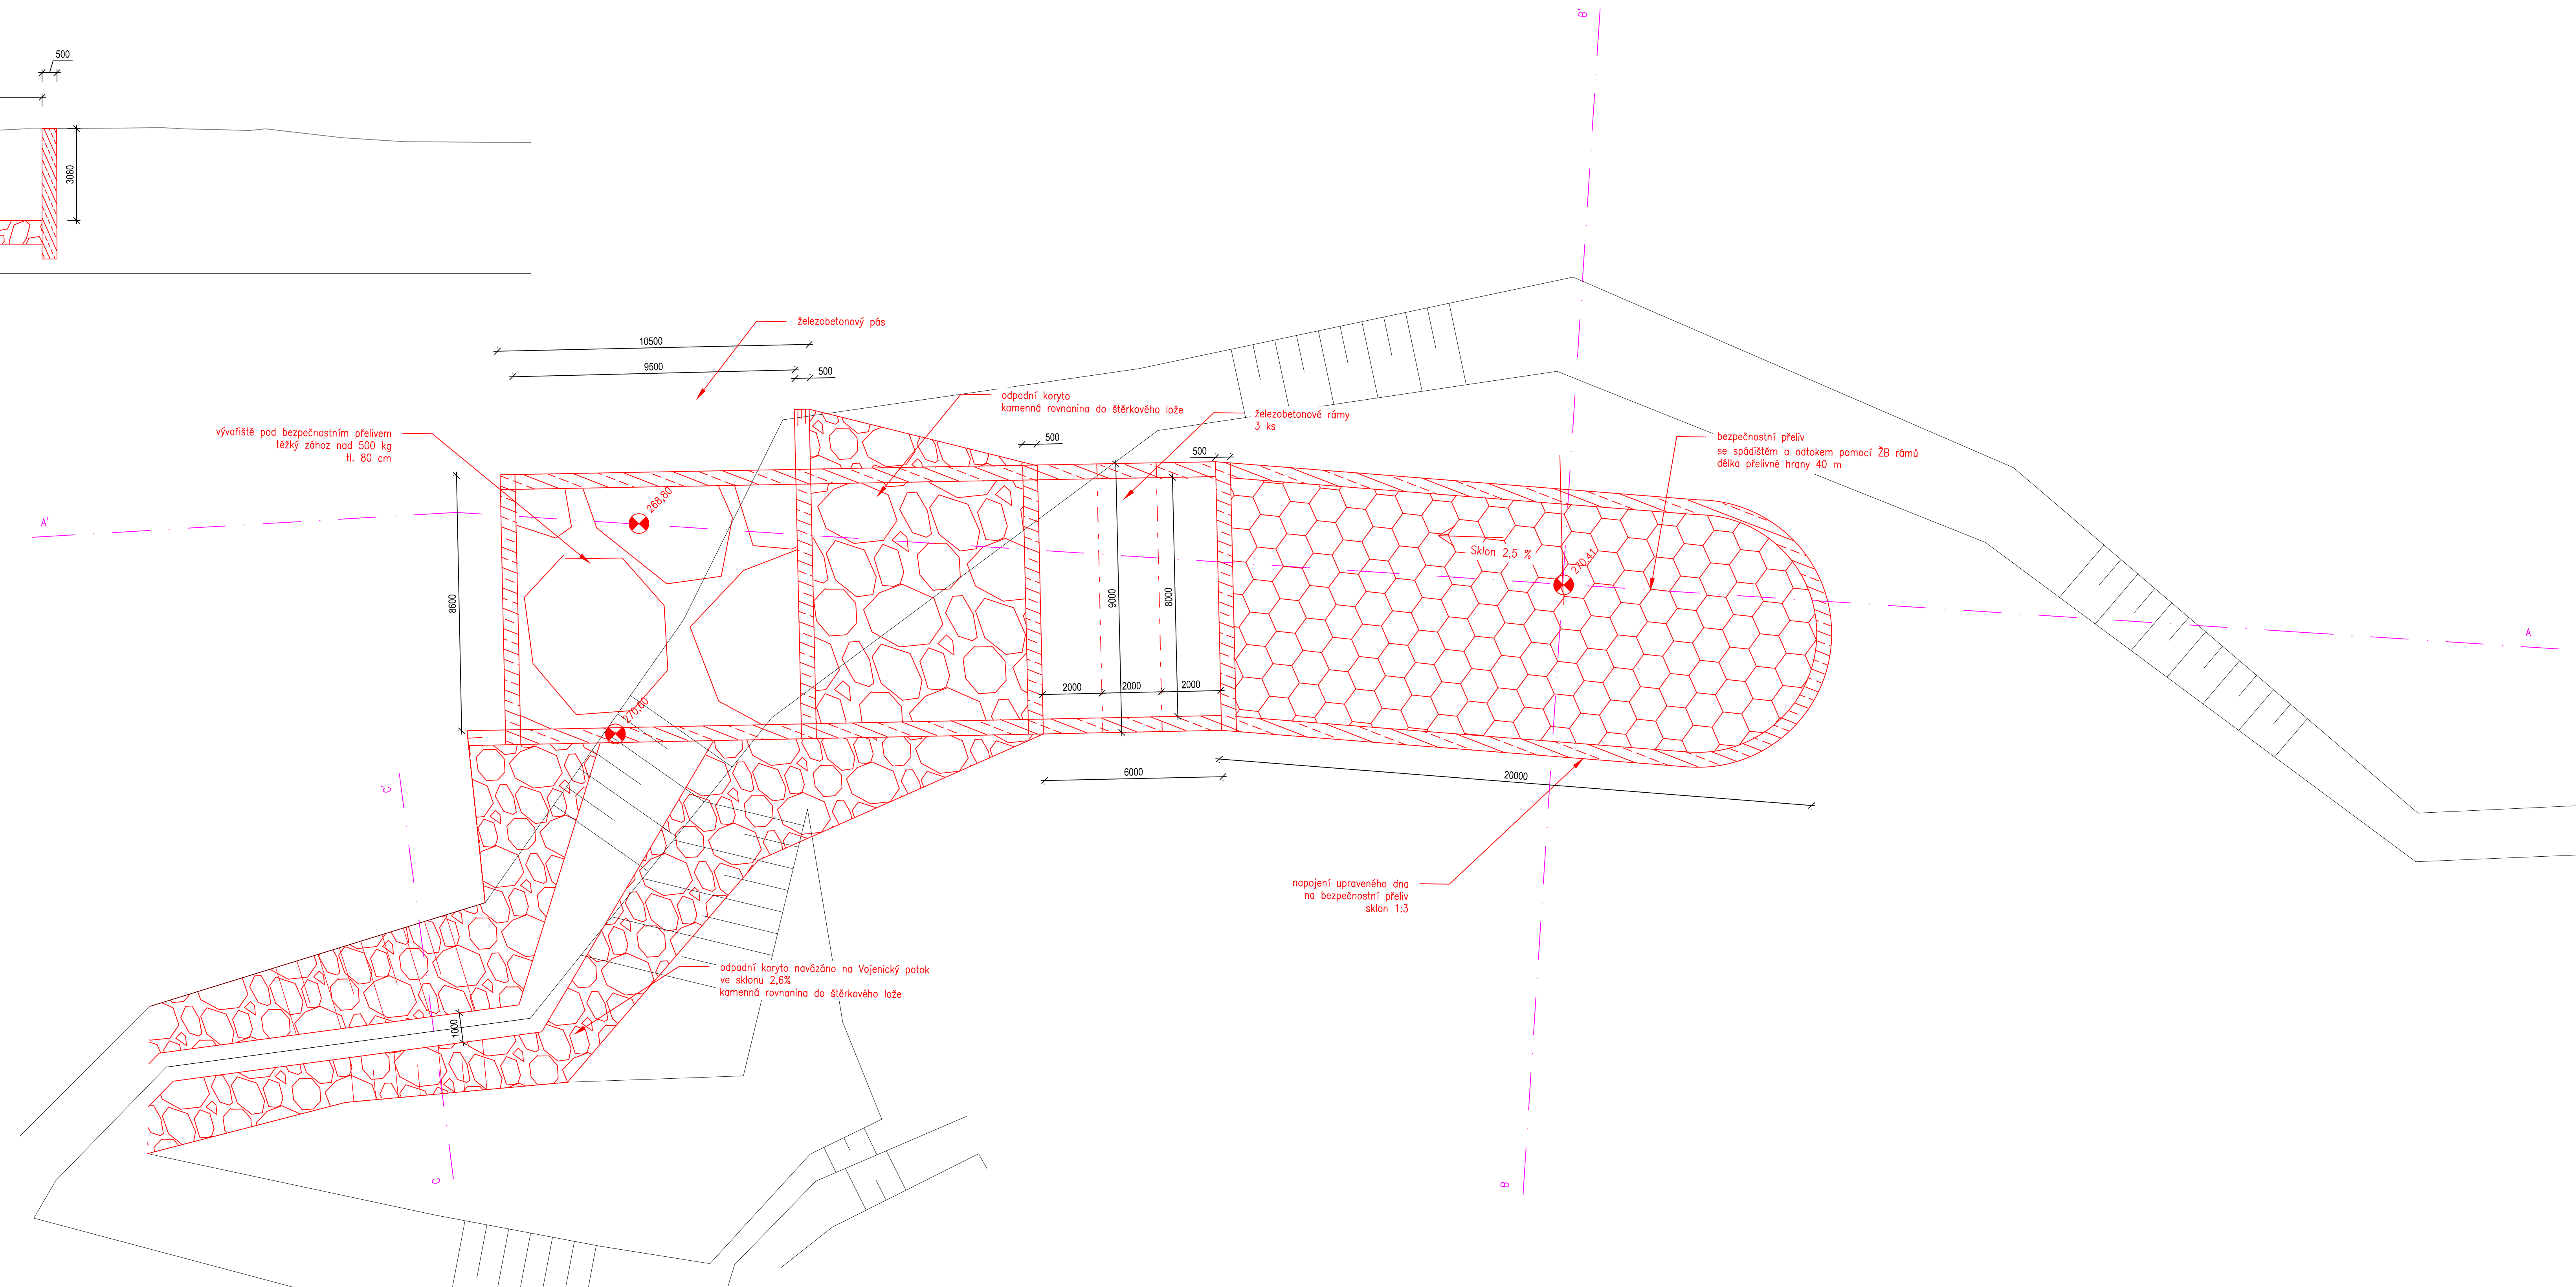 B'
500
3080
železobetonový pás
10500
9500
500
odpadní koryto
kamenná rovnanina do štěrkového lože
železobetonové rámy
3 ks
vývařiště pod bezpečnostním přelivem
těžký zához nad 500 kg
tl. 80 cm
500
500
bezpečnostní přeliv
se spádištěm a odtokem pomocí ŽB rámů
délka přelivné hrany 40 m
268,80
A'
Sklon 2,5 %
270,41
8600
9000
8000
A
2000
2000
2000
270,60
6000
20000
C'
napojení upraveného dna
na bezpečnostní přeliv
sklon 1:3
odpadní koryto navázáno na Vojenický potok
ve sklonu 2,6%
kamenná rovnanina do štěrkového lože
1000
C
B